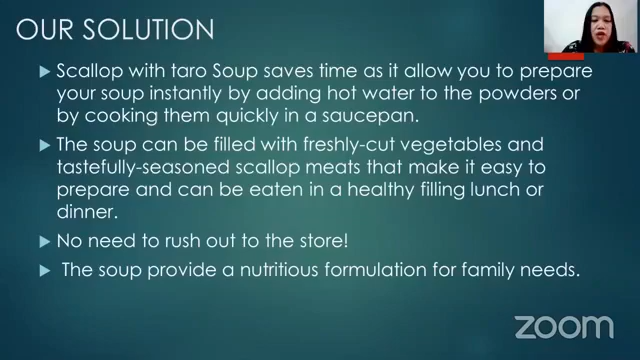 OUR SOLUTION
Scallop with taro Soup saves time as it allow you to prepare
your soup instantly by adding hot water to the powders or
by cooking them quickly in a saucepan.
The soup can be filled with freshly-cut vegetables and
tastefully-seasoned scallop meats that make it easy to
prepare and can be eaten in a healthy filling lunch or
dinner.
No need to rush out to the store!
The soup provide a nutritious formulation for family needs.
zoom